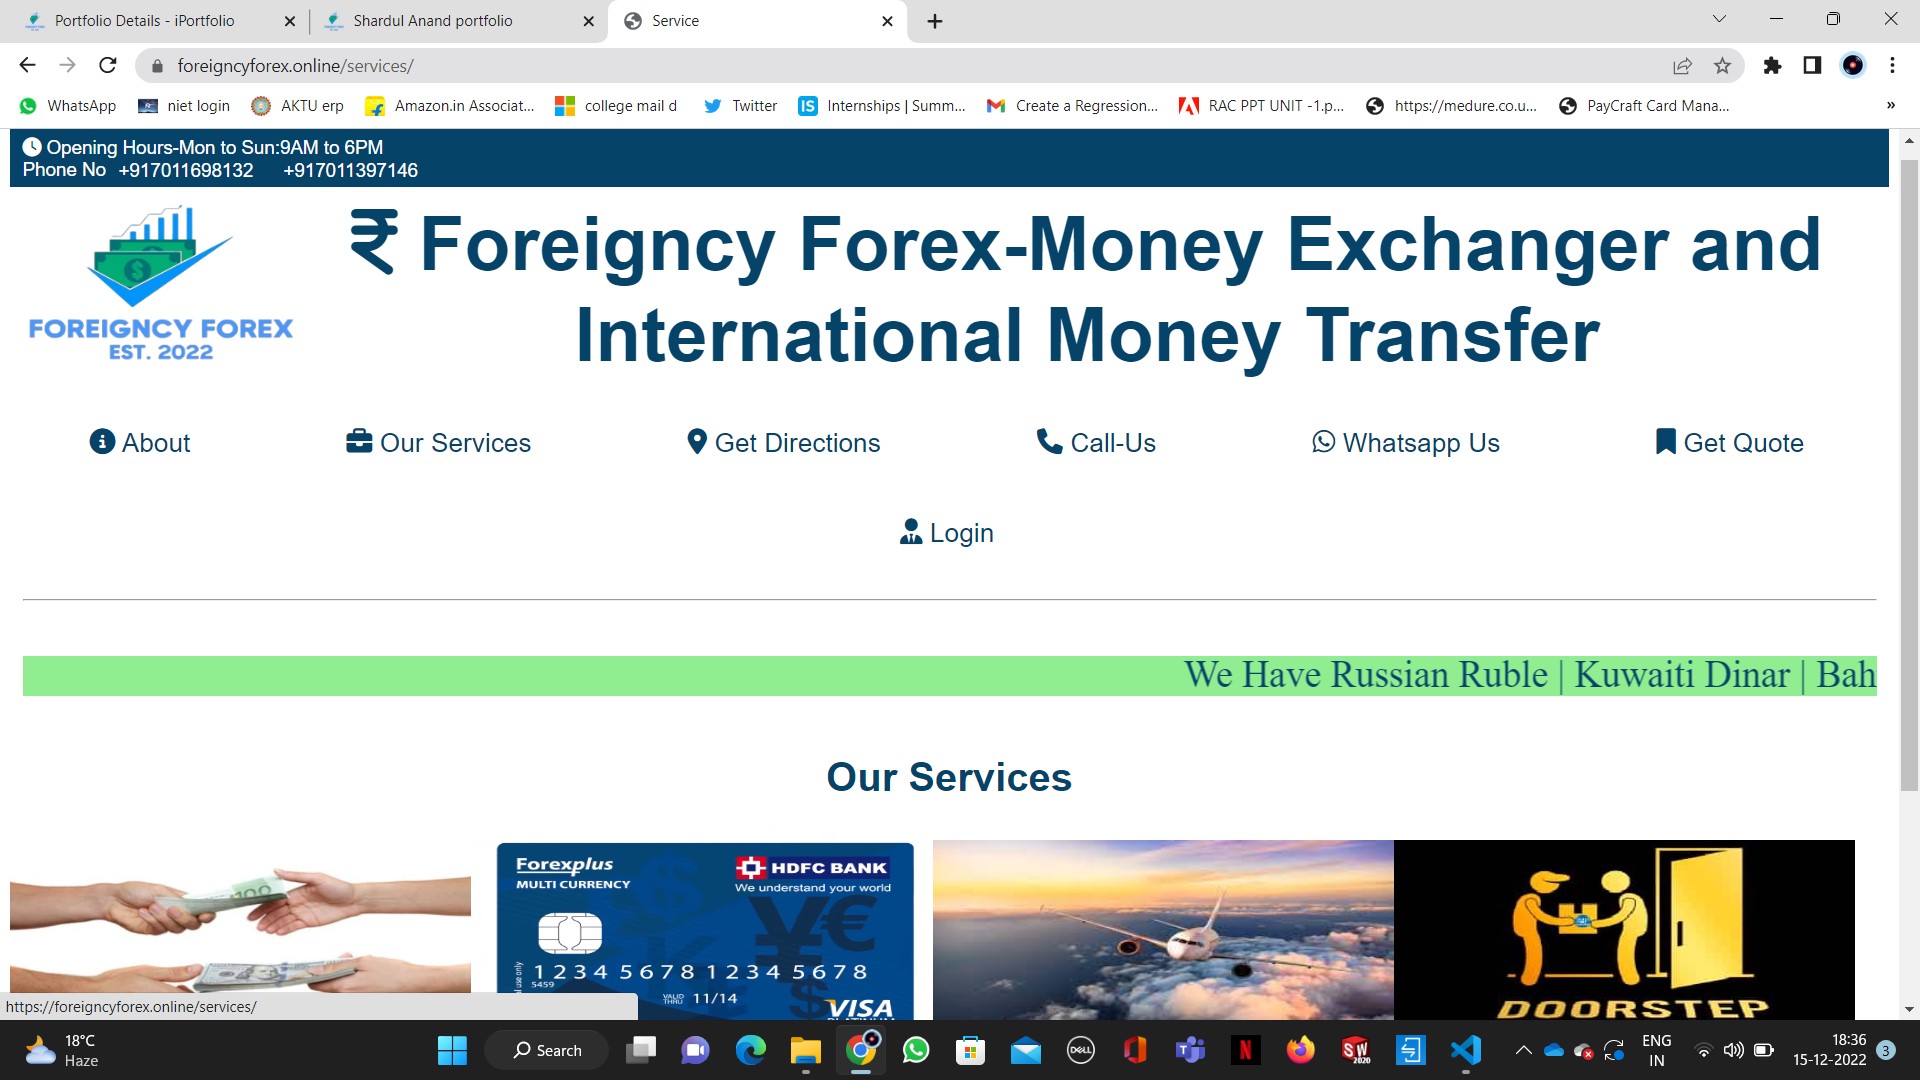 Portfolio Details - iPortfolio
Shardul Anand portfolio
Service
foreigncyforex.online/services/
WhatsApp
niet login
AKTU erp
Amazon.in Associat...
college mail d
Twitter
Internships | Summ...
Create a Regression...
RAC PPT UNIT -1.p...
https://medure.co.u...
PayCraft Card Mana...
Opening Hours-Mon to Sun:9AM to 6PM
Phone No +917011698132 +917011397146
FOREIGNCY FOREX
EST. 2022
₹ Foreigncy Forex-Money Exchanger and
International Money Transfer
About
Our Services
Get Directions
Call-Us
Whatsapp Us
Get Quote
Login
We Have Russian Ruble | Kuwaiti Dinar | Bah
Our Services
100
Forexplus
MULTI CURRENCY
HDFC BANK
We understand your world
1234 5678 1234 5678
5459
VALID THRU 11/14
VISA
DOORSTEP
https://foreigncyforex.online/services/
18°C
Haze
Search
DELL
SW
2020
ENG
IN
18:36
15-12-2022
3